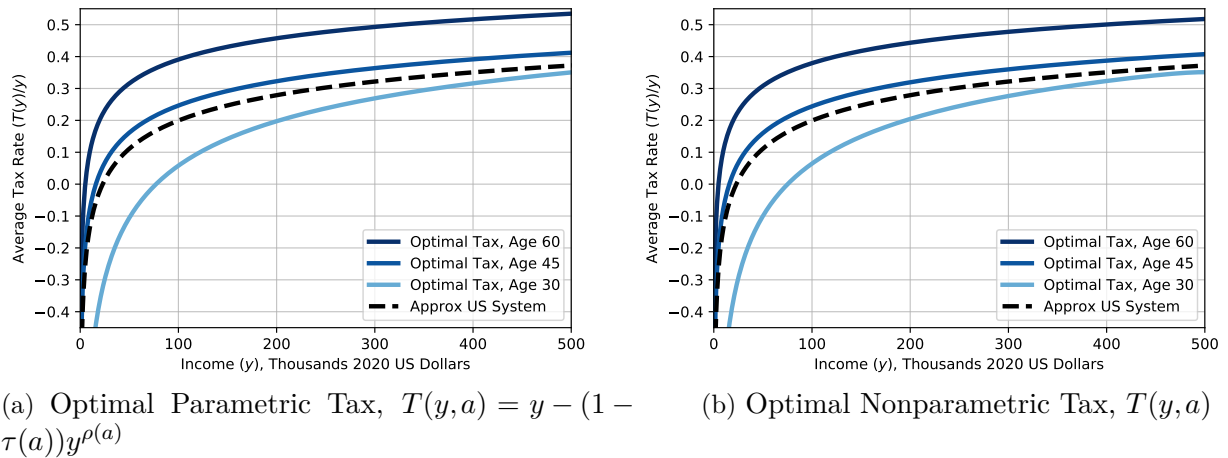 0.5
0.4
0.3
0.2
0.1
0.0
−0.1
−0.2
−0.3
−0.4
Average Tax Rate (T(y)/y)
Optimal Tax, Age 60
Optimal Tax, Age 45
Optimal Tax, Age 30
Approx US System
0 100 200 300 400 500
Income (y), Thousands 2020 US Dollars
(a) Optimal Parametric Tax, T(y, a) = y − (1 −
τ(a))y^{ρ(a)}
0.5
0.4
0.3
0.2
0.1
0.0
−0.1
−0.2
−0.3
−0.4
Average Tax Rate (T(y)/y)
Optimal Tax, Age 60
Optimal Tax, Age 45
Optimal Tax, Age 30
Approx US System
0 100 200 300 400 500
Income (y), Thousands 2020 US Dollars
(b) Optimal Nonparametric Tax, T(y, a)